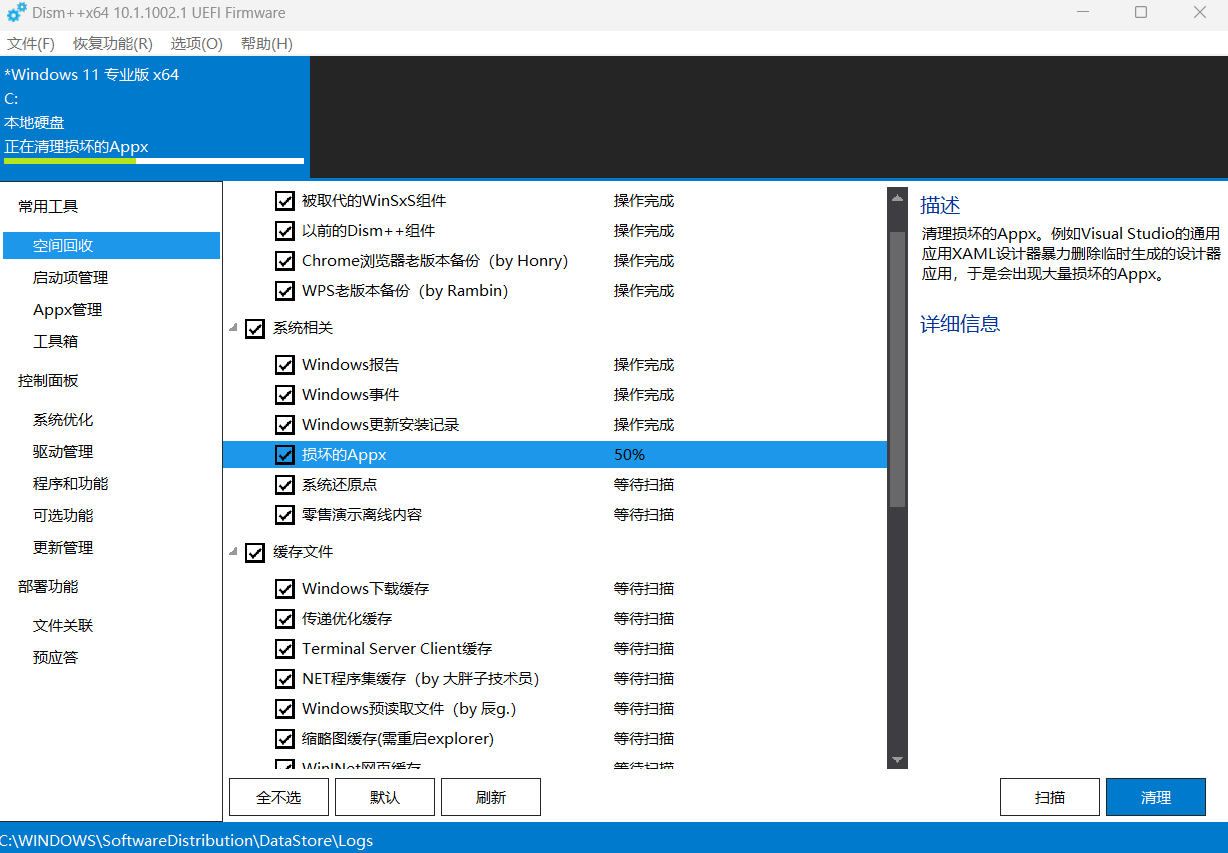 Dism++x64 10.1.1002.1 UEFI Firmware
文件(F) 恢复功能(R) 选项(O) 帮助(H)
*Windows 11 专业版 x64
C:
本地硬盘
正在清理损坏的Appx
常用工具
空间回收
启动项管理
Appx管理
工具箱
控制面板
系统优化
驱动管理
程序和功能
可选功能
更新管理
部署功能
文件关联
预应答
被取代的WinSxS组件 操作完成
以前的Dism++组件 操作完成
Chrome浏览器老版本备份（by Honry） 操作完成
WPS老版本备份（by Rambin） 操作完成
系统相关
Windows报告 操作完成
Windows事件 操作完成
Windows更新安装记录 操作完成
损坏的Appx 50%
系统还原点 等待扫描
零售演示离线内容 等待扫描
缓存文件
Windows下载缓存 等待扫描
传递优化缓存 等待扫描
Terminal Server Client缓存 等待扫描
NET程序集缓存（by 大胖子技术员） 等待扫描
Windows预读取文件（by 辰g.） 等待扫描
缩略图缓存(需重启explorer) 等待扫描
WinINet网页缓存 等待扫描
描述
清理损坏的Appx。例如Visual Studio的通用
应用XAML设计器暴力删除临时生成的设计器
应用，于是会出现大量损坏的Appx。
详细信息
全不选 默认 刷新 扫描 清理
C:\WINDOWS\SoftwareDistribution\DataStore\Logs